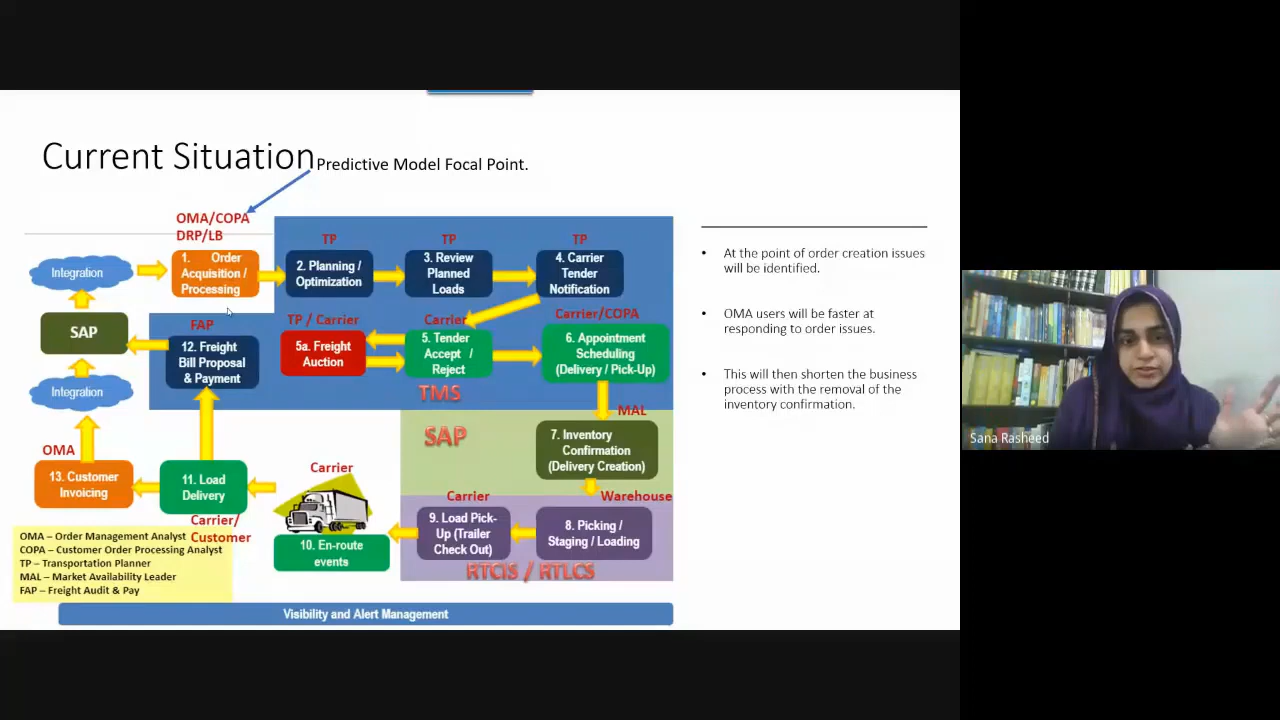 Current Situation
Predictive Model Focal Point.
OMA/COPA
DRP/LB
Integration
1. Order
Acquisition /
Processing
TP
2. Planning /
Optimization
TP
3. Review
Planned
Loads
TP
4. Carrier
Tender
Notification
SAP
FAP
12. Freight
Bill Proposal
& Payment
TP / Carrier
5a. Freight
Auction
Carrier
5. Tender
Accept /
Reject
Carrier/COPA
6. Appointment
Scheduling
(Delivery / Pick-Up)
TMS
Integration
SAP
MAL
7. Inventory
Confirmation
(Delivery Creation)
OMA
13. Customer
Invoicing
11. Load
Delivery
Carrier/
Customer
Carrier
10. En-route
events
Carrier
9. Load Pick-
Up (Trailer
Check Out)
Warehouse
8. Picking /
Staging / Loading
RTCIS / RTLCS
OMA – Order Management Analyst
COPA – Customer Order Processing Analyst
TP – Transportation Planner
MAL – Market Availability Leader
FAP – Freight Audit & Pay
Visibility and Alert Management
• At the point of order creation issues
will be identified.
• OMA users will be faster at
responding to order issues.
• This will then shorten the business
process with the removal of the
inventory confirmation.
Sana Rasheed